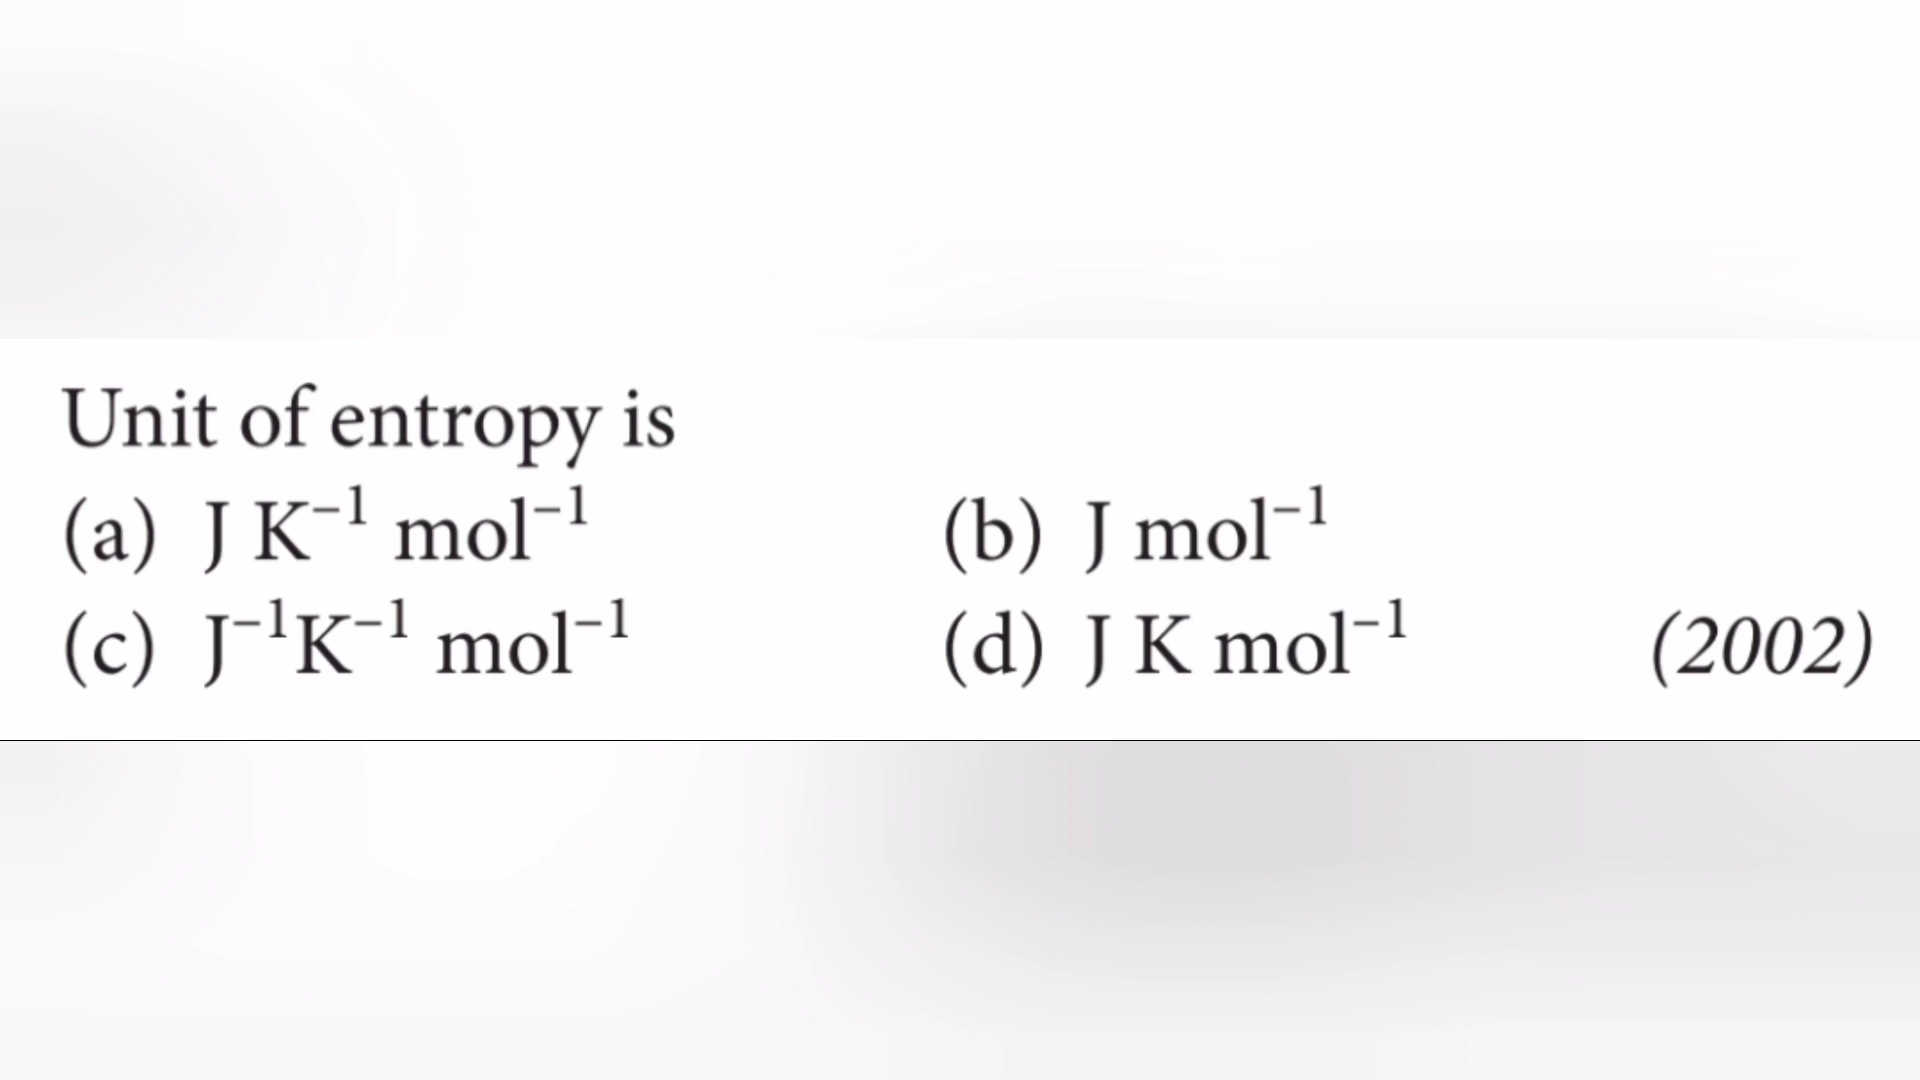 Unit of entropy is
(a) J K⁻¹ mol⁻¹ (b) J mol⁻¹
(c) J⁻¹K⁻¹ mol⁻¹ (d) J K mol⁻¹ (2002)